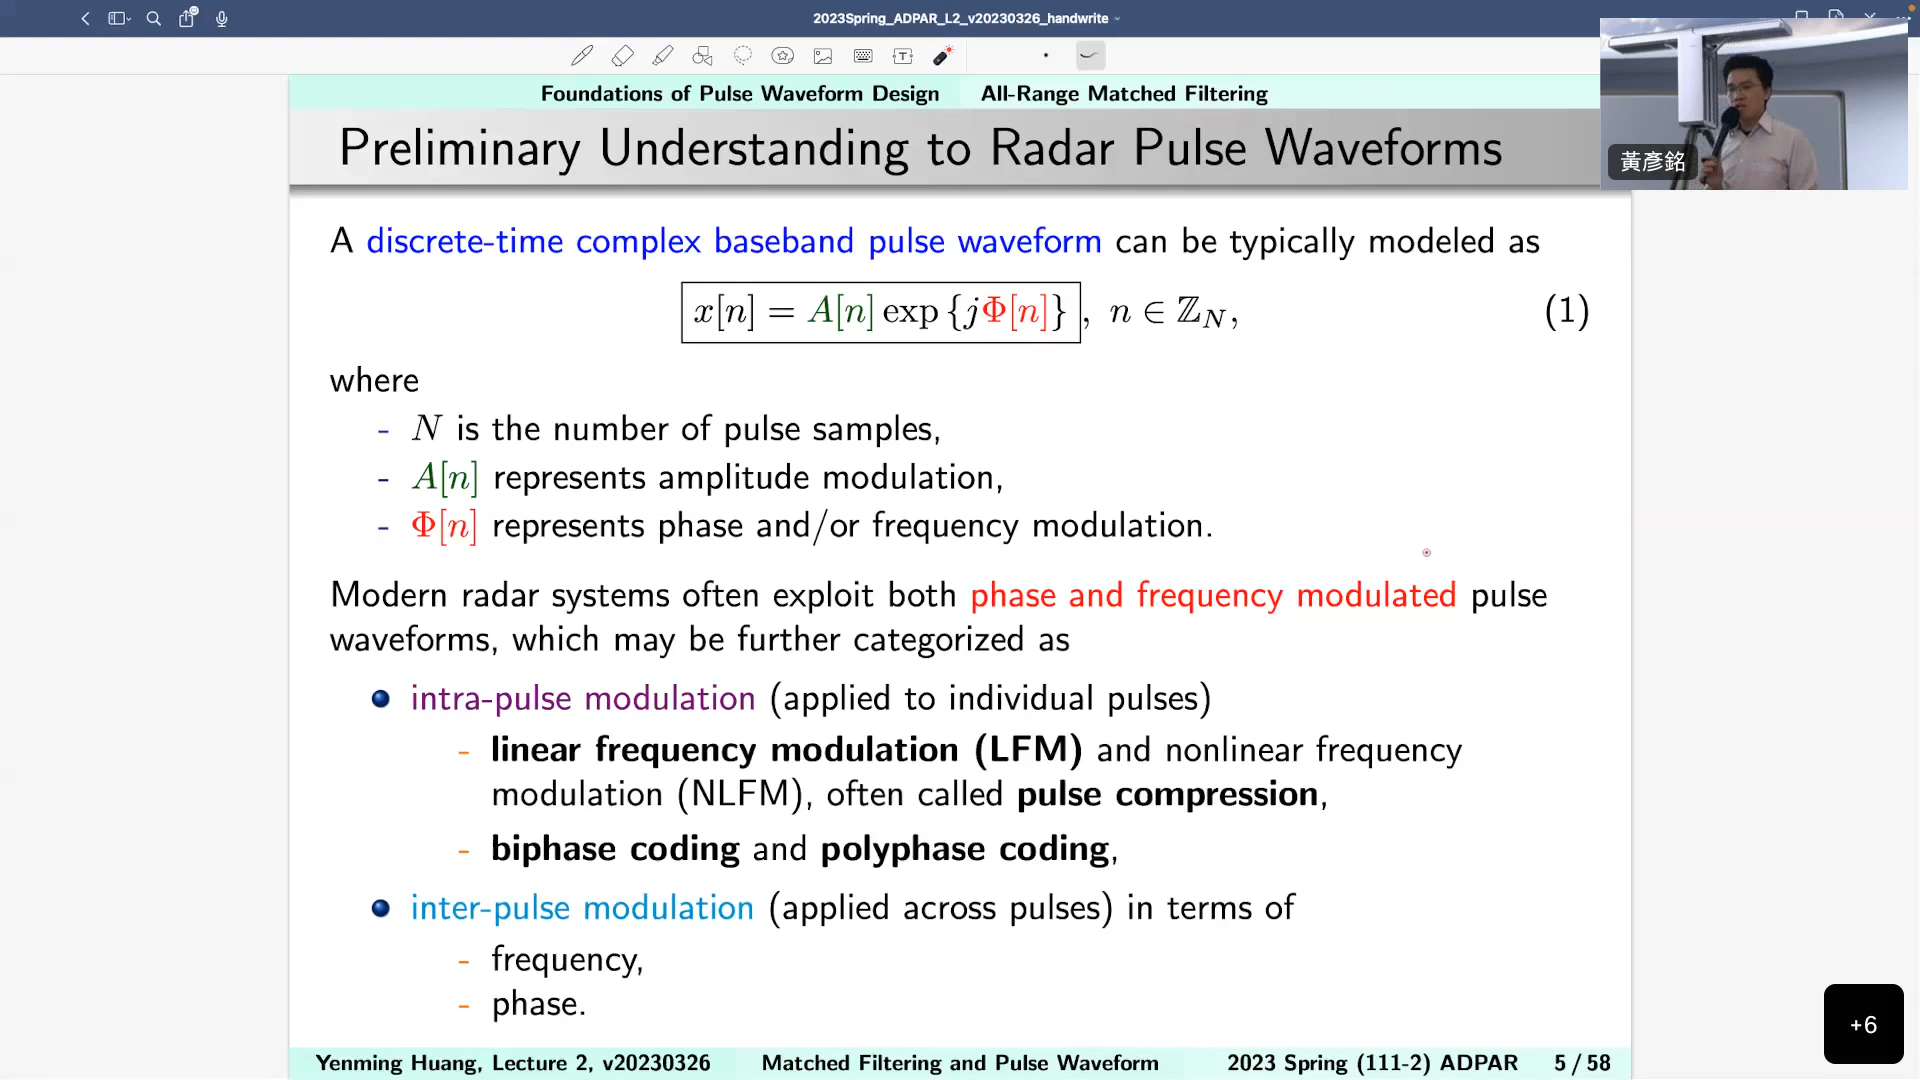 2023Spring_ADPAR_L2_v20230326_handwrite
Foundations of Pulse Waveform Design All-Range Matched Filtering
Preliminary Understanding to Radar Pulse Waveforms
黃彥銘
A discrete-time complex baseband pulse waveform can be typically modeled as
x[n] = A[n] exp {jΦ[n]}, n ∈ ℤ_N, (1)
where
- N is the number of pulse samples,
- A[n] represents amplitude modulation,
- Φ[n] represents phase and/or frequency modulation.
Modern radar systems often exploit both phase and frequency modulated pulse
waveforms, which may be further categorized as
intra-pulse modulation (applied to individual pulses)
- linear frequency modulation (LFM) and nonlinear frequency
modulation (NLFM), often called pulse compression,
- biphase coding and polyphase coding,
inter-pulse modulation (applied across pulses) in terms of
- frequency,
- phase.
+6
Yenming Huang, Lecture 2, v20230326 Matched Filtering and Pulse Waveform 2023 Spring (111-2) ADPAR 5 / 58